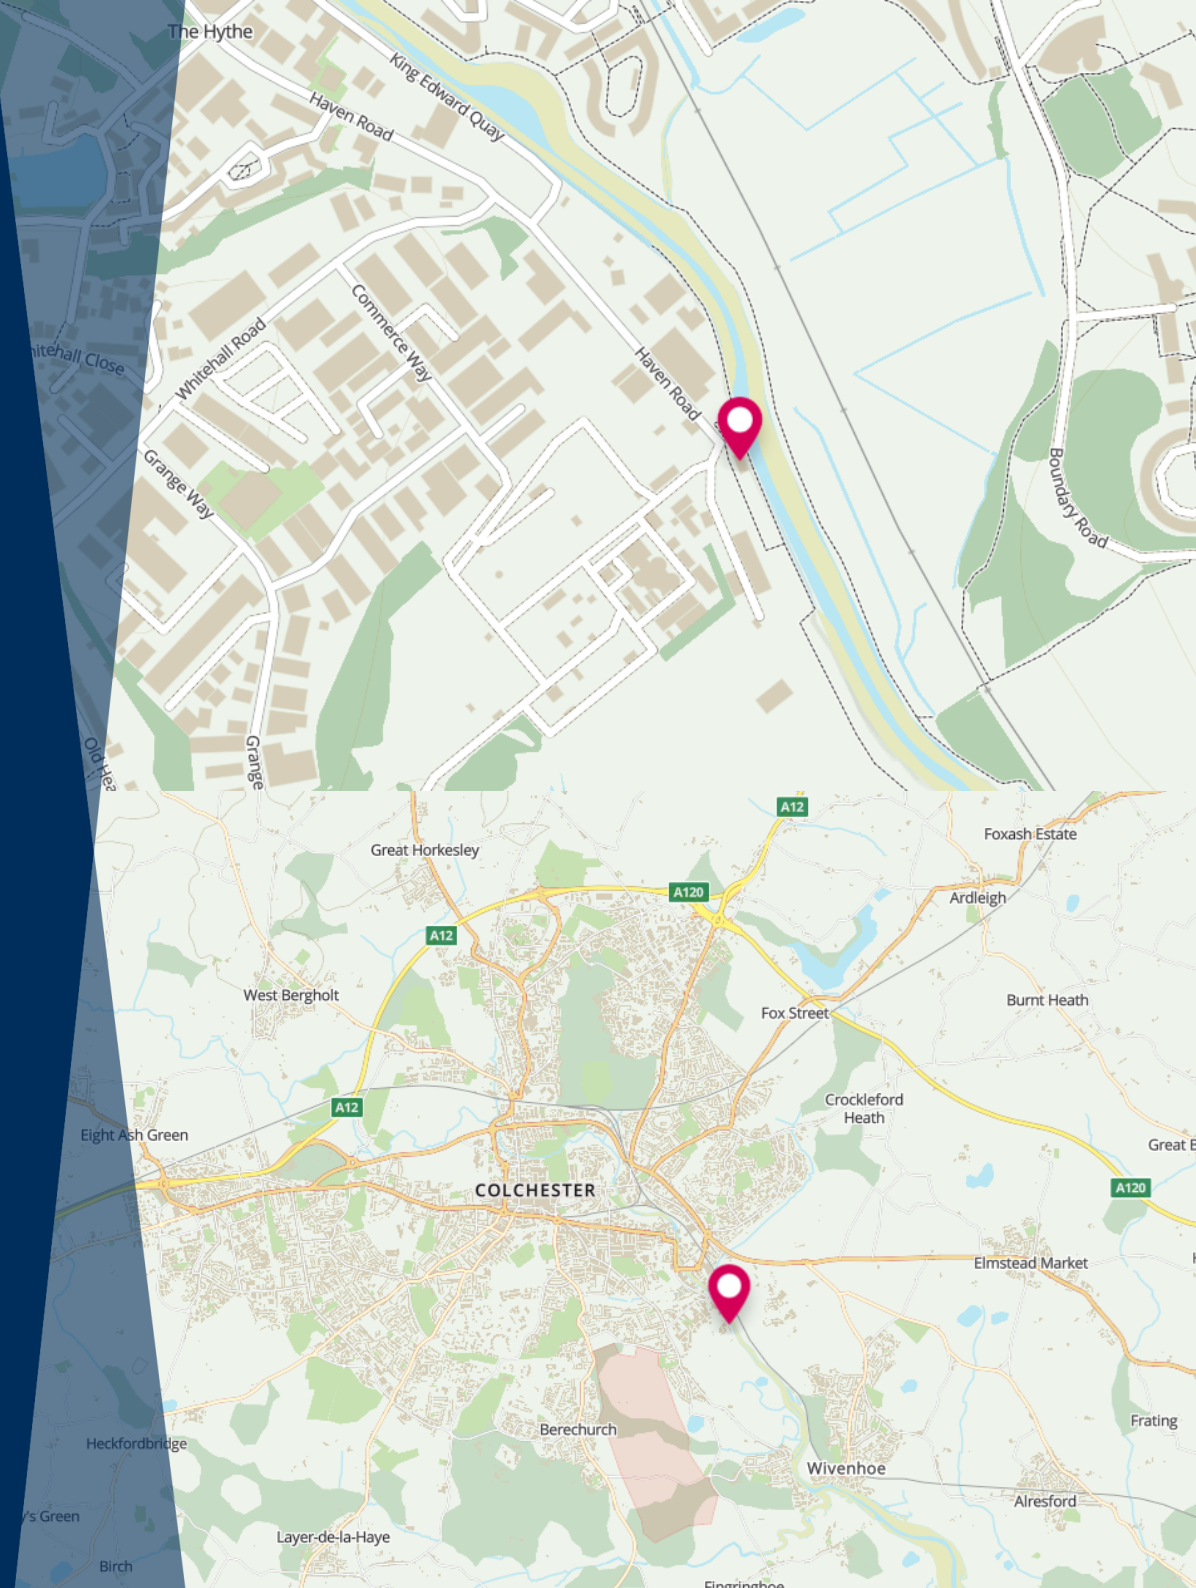 The Hythe
King Edward Quay
Haven Road
Whitehall Road
Commerce Way
Haven Road
Close
Grange Way
Boundary Road
Grange
Old
A12
Great Horkesley
Foxash Estate
A120
Ardleigh
A12
West Bergholt
Burnt Heath
Fox Street
Crockleford
Heath
A12
Eight Ash Green
Great
COLCHESTER
A120
Elmstead Market
Frating
Berechurch
Heckfordbridge
Wivenhoe
Alresford
Green
Layer-de-la-Haye
Birch
Fingringhoe